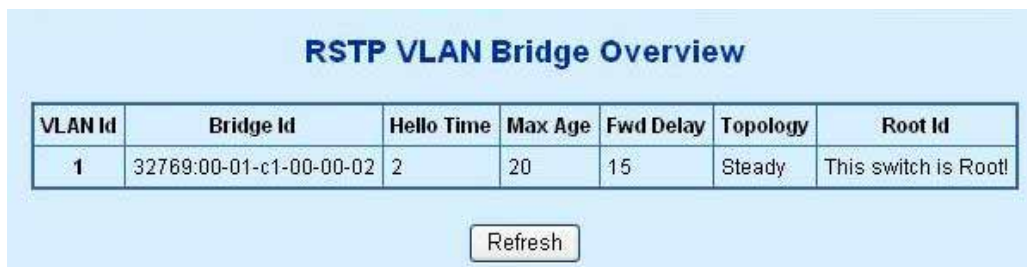 RSTP VLAN Bridge Overview
VLAN Id Bridge Id Hello Time Max Age Fwd Delay Topology Root Id
1 32769:00-01-c1-00-00-02 2 20 15 Steady This switch is Root!
Refresh